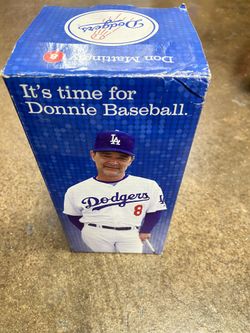 Dodgers
Don Mattingly
8
It's time for
Donnie Baseball.
LA
Dodgers
8